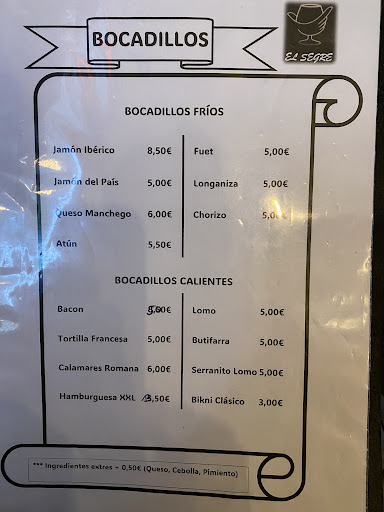 BOCADILLOS
EL SEGRE
BOCADILLOS FRÍOS
Jamón Ibérico 8,50€
Jamón del País 5,00€
Queso Manchego 6,00€
Atún 5,50€
Fuet 5,00€
Longaniza 5,00€
Chorizo 5,00€
BOCADILLOS CALIENTES
Bacon
Tortilla Francesa 5,00€
Calamares Romana 6,00€
Hamburguesa XXL
Lomo 5,00€
Butifarra 5,00€
Serranito Lomo 5,00€
Bikni Clásico 3,00€
*** Ingredientes extres = 0,50€ (Queso, Cebolla, Pimiento)